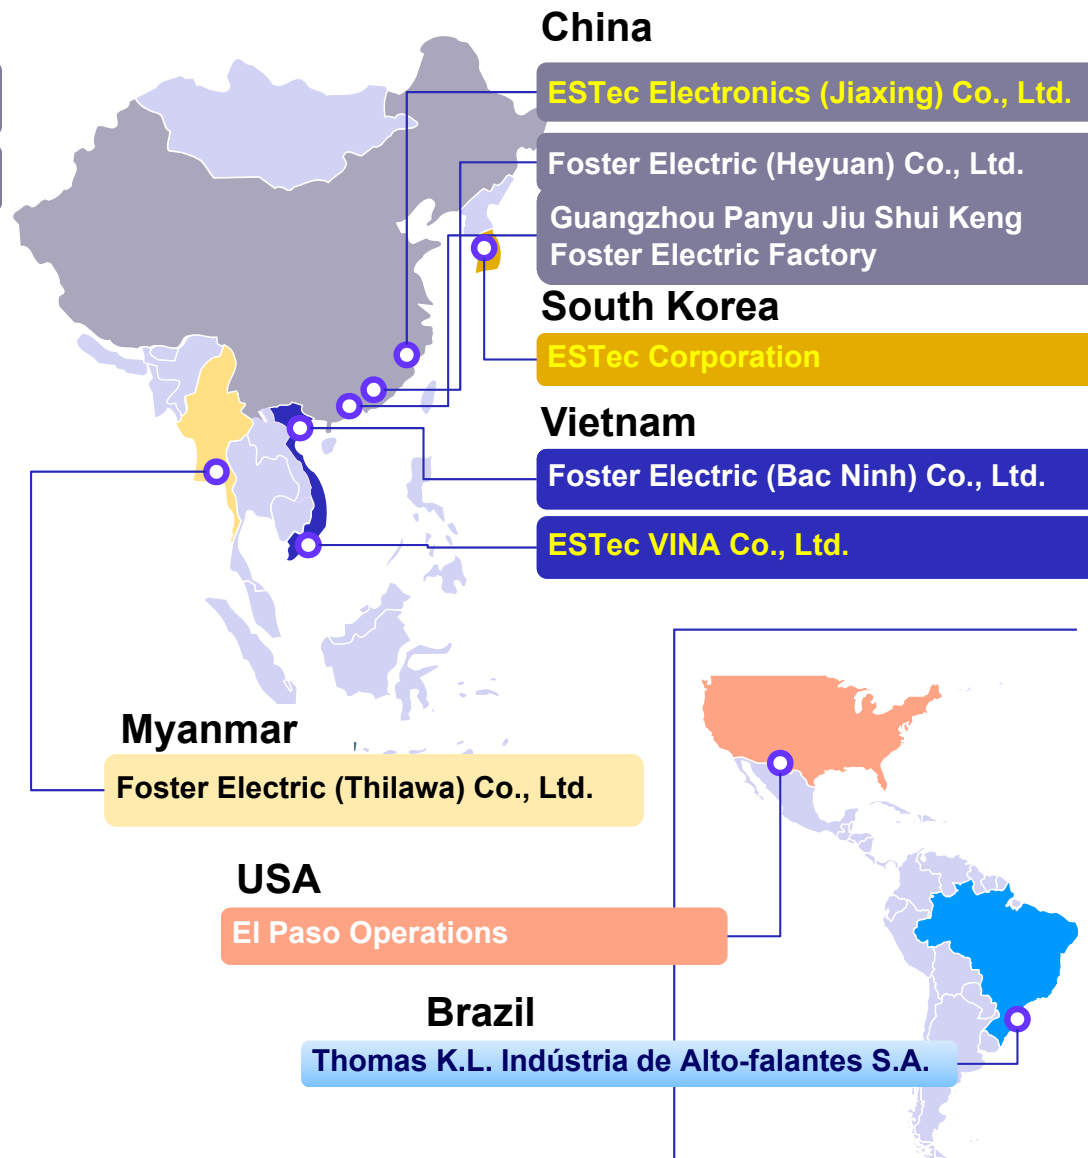 China
ESTec Electronics (Jiaxing) Co., Ltd.
Foster Electric (Heyuan) Co., Ltd.
Guangzhou Panyu Jiu Shui Keng
Foster Electric Factory
South Korea
ESTec Corporation
Vietnam
Foster Electric (Bac Ninh) Co., Ltd.
ESTec VINA Co., Ltd.
Myanmar
Foster Electric (Thilawa) Co., Ltd.
USA
El Paso Operations
Brazil
Thomas K.L. Indústria de Alto-falantes S.A.